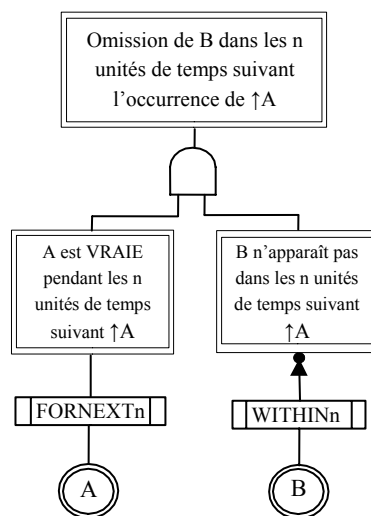 Omission de B dans les n
unités de temps suivant
l’occurrence de ↑A
A est VRAIE
pendant les n
unités de temps
suivant ↑A
B n’apparaît pas
dans les n unités
de temps suivant
↑A
FORNEXTn
WITHINn
A
B